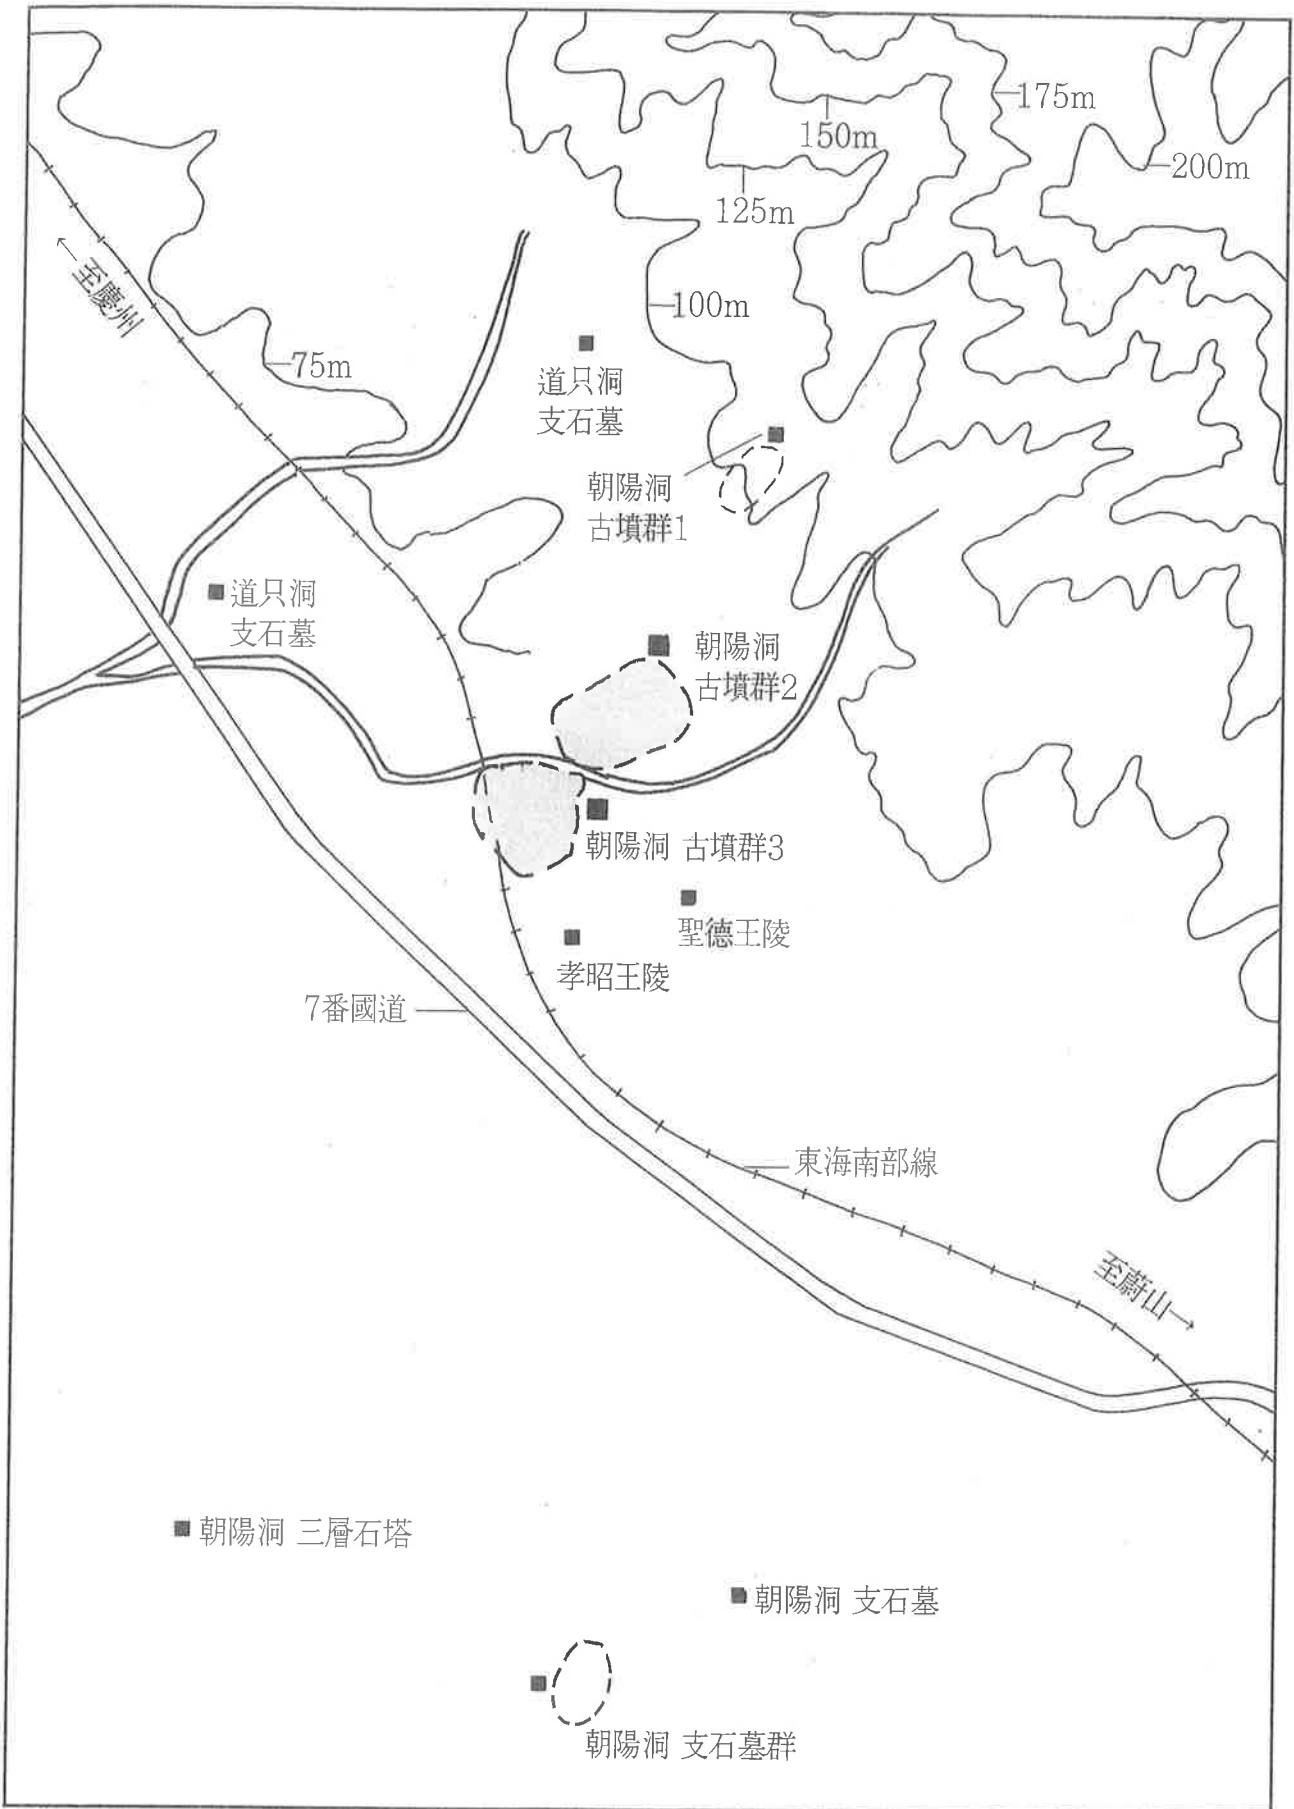 175m
150m
200m
125m
←至慶州
100m
75m
道只洞
支石墓
朝陽洞
古墳群1
道只洞
支石墓
朝陽洞
古墳群2
朝陽洞 古墳群3
聖德王陵
孝昭王陵
7番國道
東海南部線
至蔚山→
朝陽洞 三層石塔
朝陽洞 支石墓
朝陽洞 支石墓群